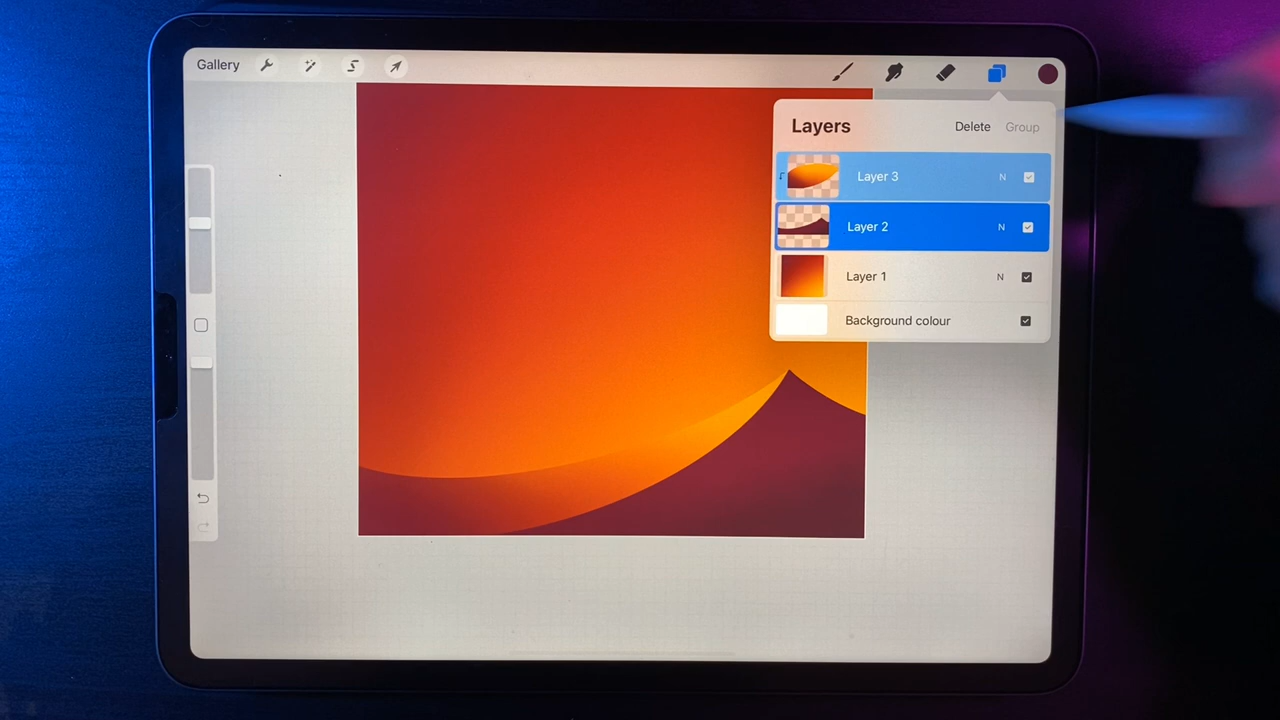 Gallery
Layers Delete Group
Layer 3 N
Layer 2 N
Layer 1 N
Background colour